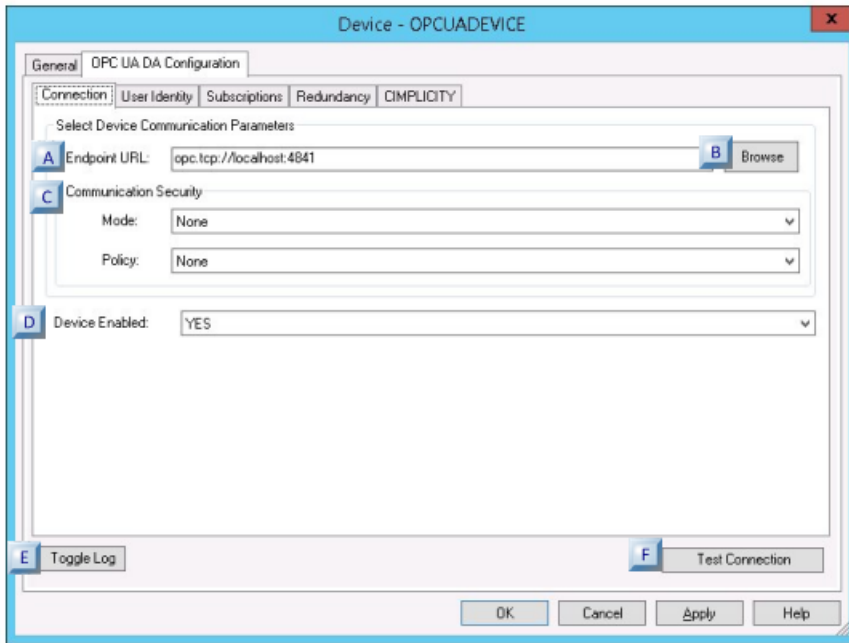 Device - OPCUADEVICE
x
General OPC UA DA Configuration
Connection User Identity Subscriptions Redundancy CIMPLICITY
Select Device Communication Parameters
A Endpoint URL: opc.tcp://localhost:4841 B Browse
C Communication Security
Mode: None
Policy: None
D Device Enabled: YES
E Toggle Log F Test Connection
OK Cancel Apply Help